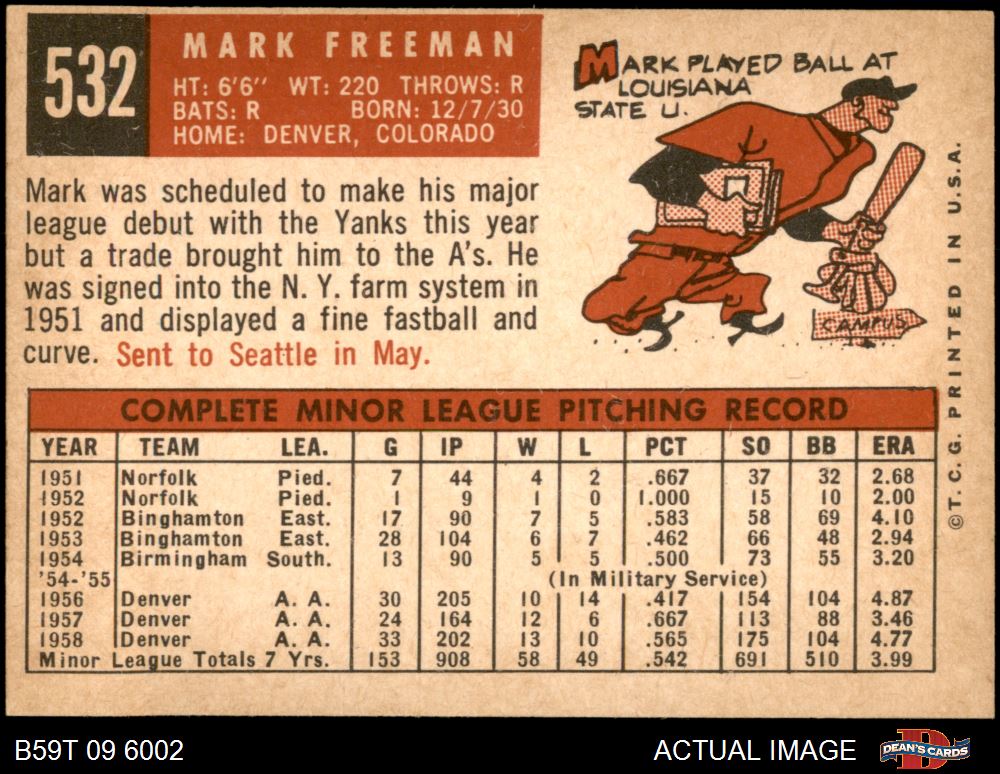 532
MARK FREEMAN
HT: 6'6" WT: 220 THROWS: R
BATS: R BORN: 12/7/30
HOME: DENVER, COLORADO
MARK PLAYED BALL AT
LOUISIANA
STATE U.
CAMPUS
Mark was scheduled to make his major
league debut with the Yanks this year
but a trade brought him to the A's. He
was signed into the N. Y. farm system in
1951 and displayed a fine fastball and
curve. Sent to Seattle in May.
COMPLETE MINOR LEAGUE PITCHING RECORD
YEAR TEAM LEA. G IP W L PCT SO BB ERA
1951 Norfolk Pied. 7 44 4 2 .667 37 32 2.68
1952 Norfolk Pied. 1 9 1 0 1.000 15 10 2.00
1952 Binghamton East. 17 90 7 5 .583 58 69 4.10
1953 Binghamton East. 28 104 6 7 .462 66 48 2.94
1954 Birmingham South. 13 90 5 5 .500 73 55 3.20
'54-'55 (In Military Service)
1956 Denver A. A. 30 205 10 14 .417 154 104 4.87
1957 Denver A. A. 24 164 12 6 .667 113 88 3.46
1958 Denver A. A. 33 202 13 10 .565 175 104 4.77
Minor League Totals 7 Yrs. 153 908 58 49 .542 691 510 3.99
© T. C. G. PRINTED IN U.S.A.
B59T 09 6002
ACTUAL IMAGE
DEAN'S CARDS